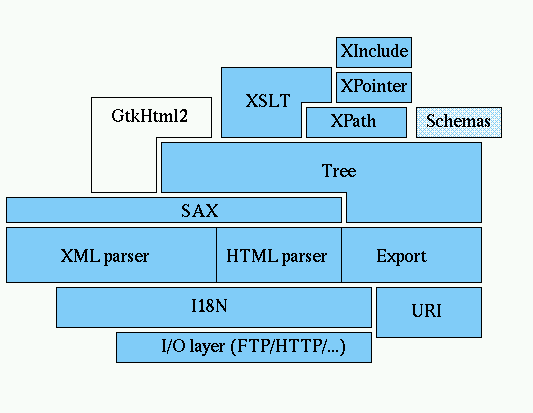 XInclude
XSLT
XPointer
GtkHtml2
XPath
Schemas
Tree
SAX
XML parser
HTML parser
Export
I18N
URI
I/O layer (FTP/HTTP/...)